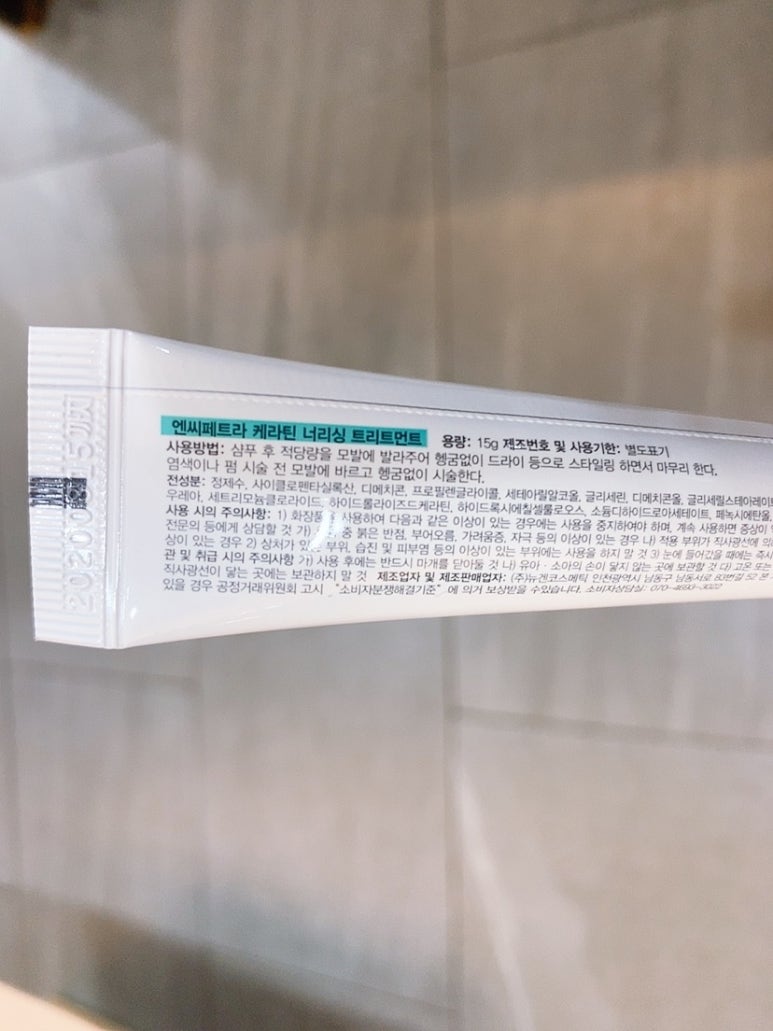 엔씨페트라 케라틴 너리싱 트리트먼트 용량: 15g 제조번호 및 사용기한: 별도표기
사용방법: 샴푸 후 적당량을 모발에 발라주어 헹굼없이 드라이 등으로 스타일링 하면서 마무리 한다.
염색이나 펌 시술 전 모발에 바르고 헹굼없이 시술한다.
전성분: 정제수, 사이클로펜타실록산, 디메치콘, 프로필렌글라이콜, 세테아릴알코올, 글리세린, 디메치콘올, 글리세릴스테아레이트
우레아, 세트리모늄클로라이드, 하이드롤라이즈드케라틴, 하이드록시에칠셀룰로오스, 소듐디하이드로아세테이트, 페녹시에탄올,
사용 시의 주의사항: 1) 화장품 사용하여 다음과 같은 이상이 있는 경우에는 사용을 중지하여야 하며, 계속 사용하면 증상이
전문의 등에게 상담할 것 가) 중 붉은 반점, 부어오름, 가려움증, 자극 등의 이상이 있는 경우 나) 적용 부위가 직사광선에 의
상이 있는 경우 2) 상처가 있 부위, 습진 및 피부염 등의 이상이 있는 부위에는 사용을 하지 말 것 3) 눈에 들어갔을 때에는 즉시
관 및 취급 시의 주의사항 가) 사용 후에는 반드시 마개를 닫아둘 것 나) 유아·소아의 손이 닿지 않는 곳에 보관할 것 다) 고온 또는
직사광선이 닿는 곳에는 보관하지 말 것 제조업자 및 제조판매업자: (주)뉴겐코스메틱 인천광역시 남동구 남동서로 83번길
있을 경우 공정거래위원회 고시 "소비자분쟁해결기준" 에 의거 보상받을 수있습니다. 소비자상담실: 070-4690-3022